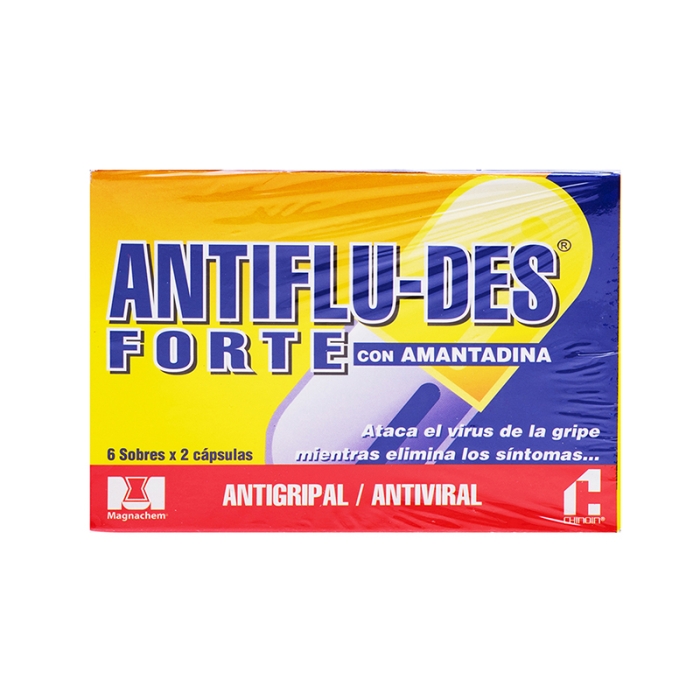 ANTIFLU-DES®
FORTE CON AMANTADINA
Ataca el virus de la gripe
mientras elimina los síntomas...
6 Sobres x 2 cápsulas
ANTIGRIPAL / ANTIVIRAL
Magnachem
CHINOIN®